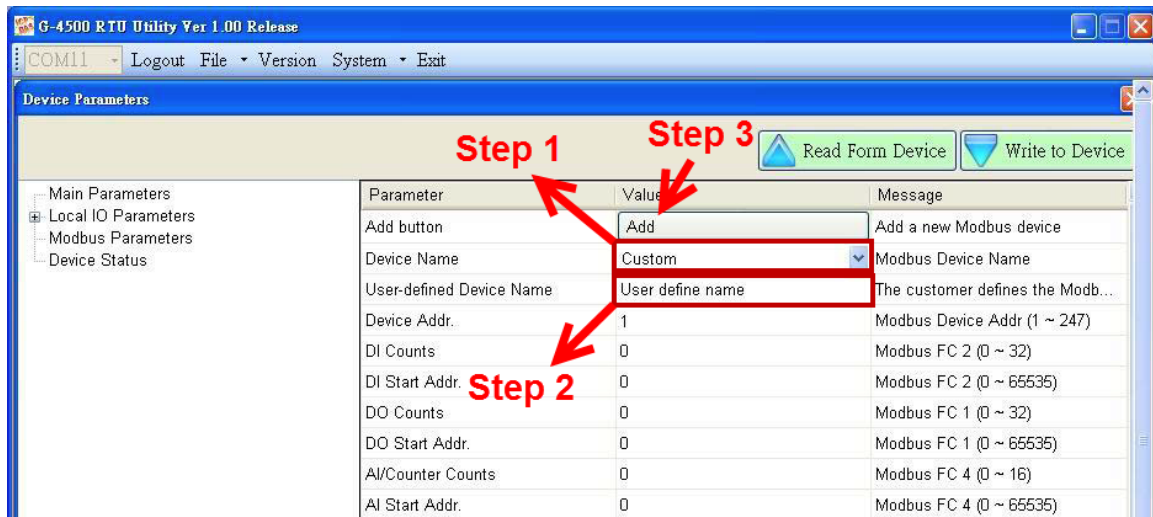 G-4500 RTU Utility Ver 1.00 Release
COM11 Logout File Version System Exit
Device Parameters
Step 1 Step 3
Read Form Device Write to Device
Main Parameters
Local IO Parameters
Modbus Parameters
Device Status
Parameter Value Message
Add button Add Add a new Modbus device
Device Name Custom Modbus Device Name
User-defined Device Name User define name The customer defines the Modb...
Device Addr. 1 Modbus Device Addr (1 ~ 247)
DI Counts 0 Modbus FC 2 (0 ~ 32)
DI Start Addr. 0 Modbus FC 2 (0 ~ 65535)
Step 2
DO Counts 0 Modbus FC 1 (0 ~ 32)
DO Start Addr. 0 Modbus FC 1 (0 ~ 65535)
AI/Counter Counts 0 Modbus FC 4 (0 ~ 16)
AI Start Addr. 0 Modbus FC 4 (0 ~ 65535)